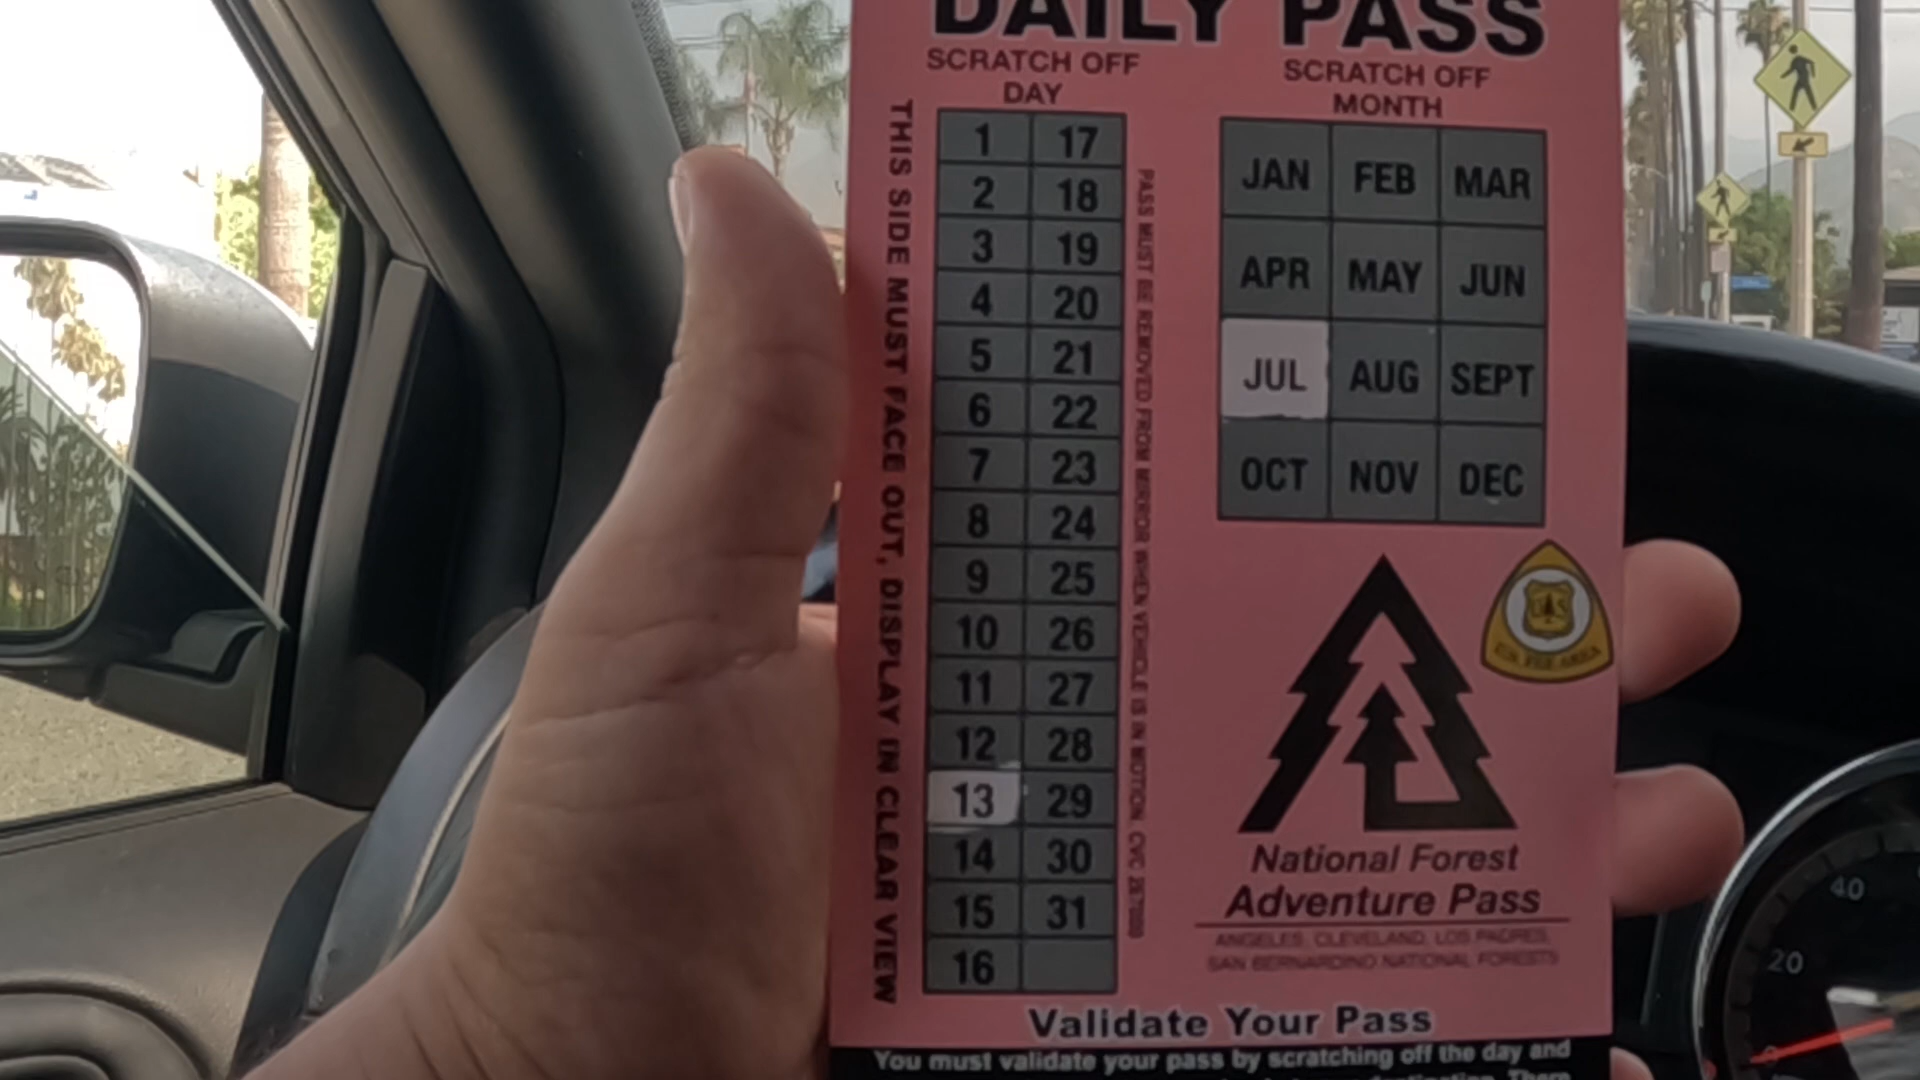 DAILY PASS
SCRATCH OFF
DAY
SCRATCH OFF
MONTH
THIS SIDE MUST FACE OUT, DISPLAY IN CLEAR VIEW
1 17
2 18
3 19
4 20
5 21
6 22
7 23
8 24
9 25
10 26
11 27
12 28
13 29
14 30
15 31
16
PASS MUST BE REMOVED FROM MIRROR WHEN VEHICLE IS IN MOTION. CVC
JAN FEB MAR
APR MAY JUN
JUL AUG SEPT
OCT NOV DEC
National Forest
Adventure Pass
ANGELES, CLEVELAND, LOS PADRES,
SAN BERNARDINO NATIONAL FORESTS
Validate Your Pass
You must validate your pass by scratching off the day and
40
20